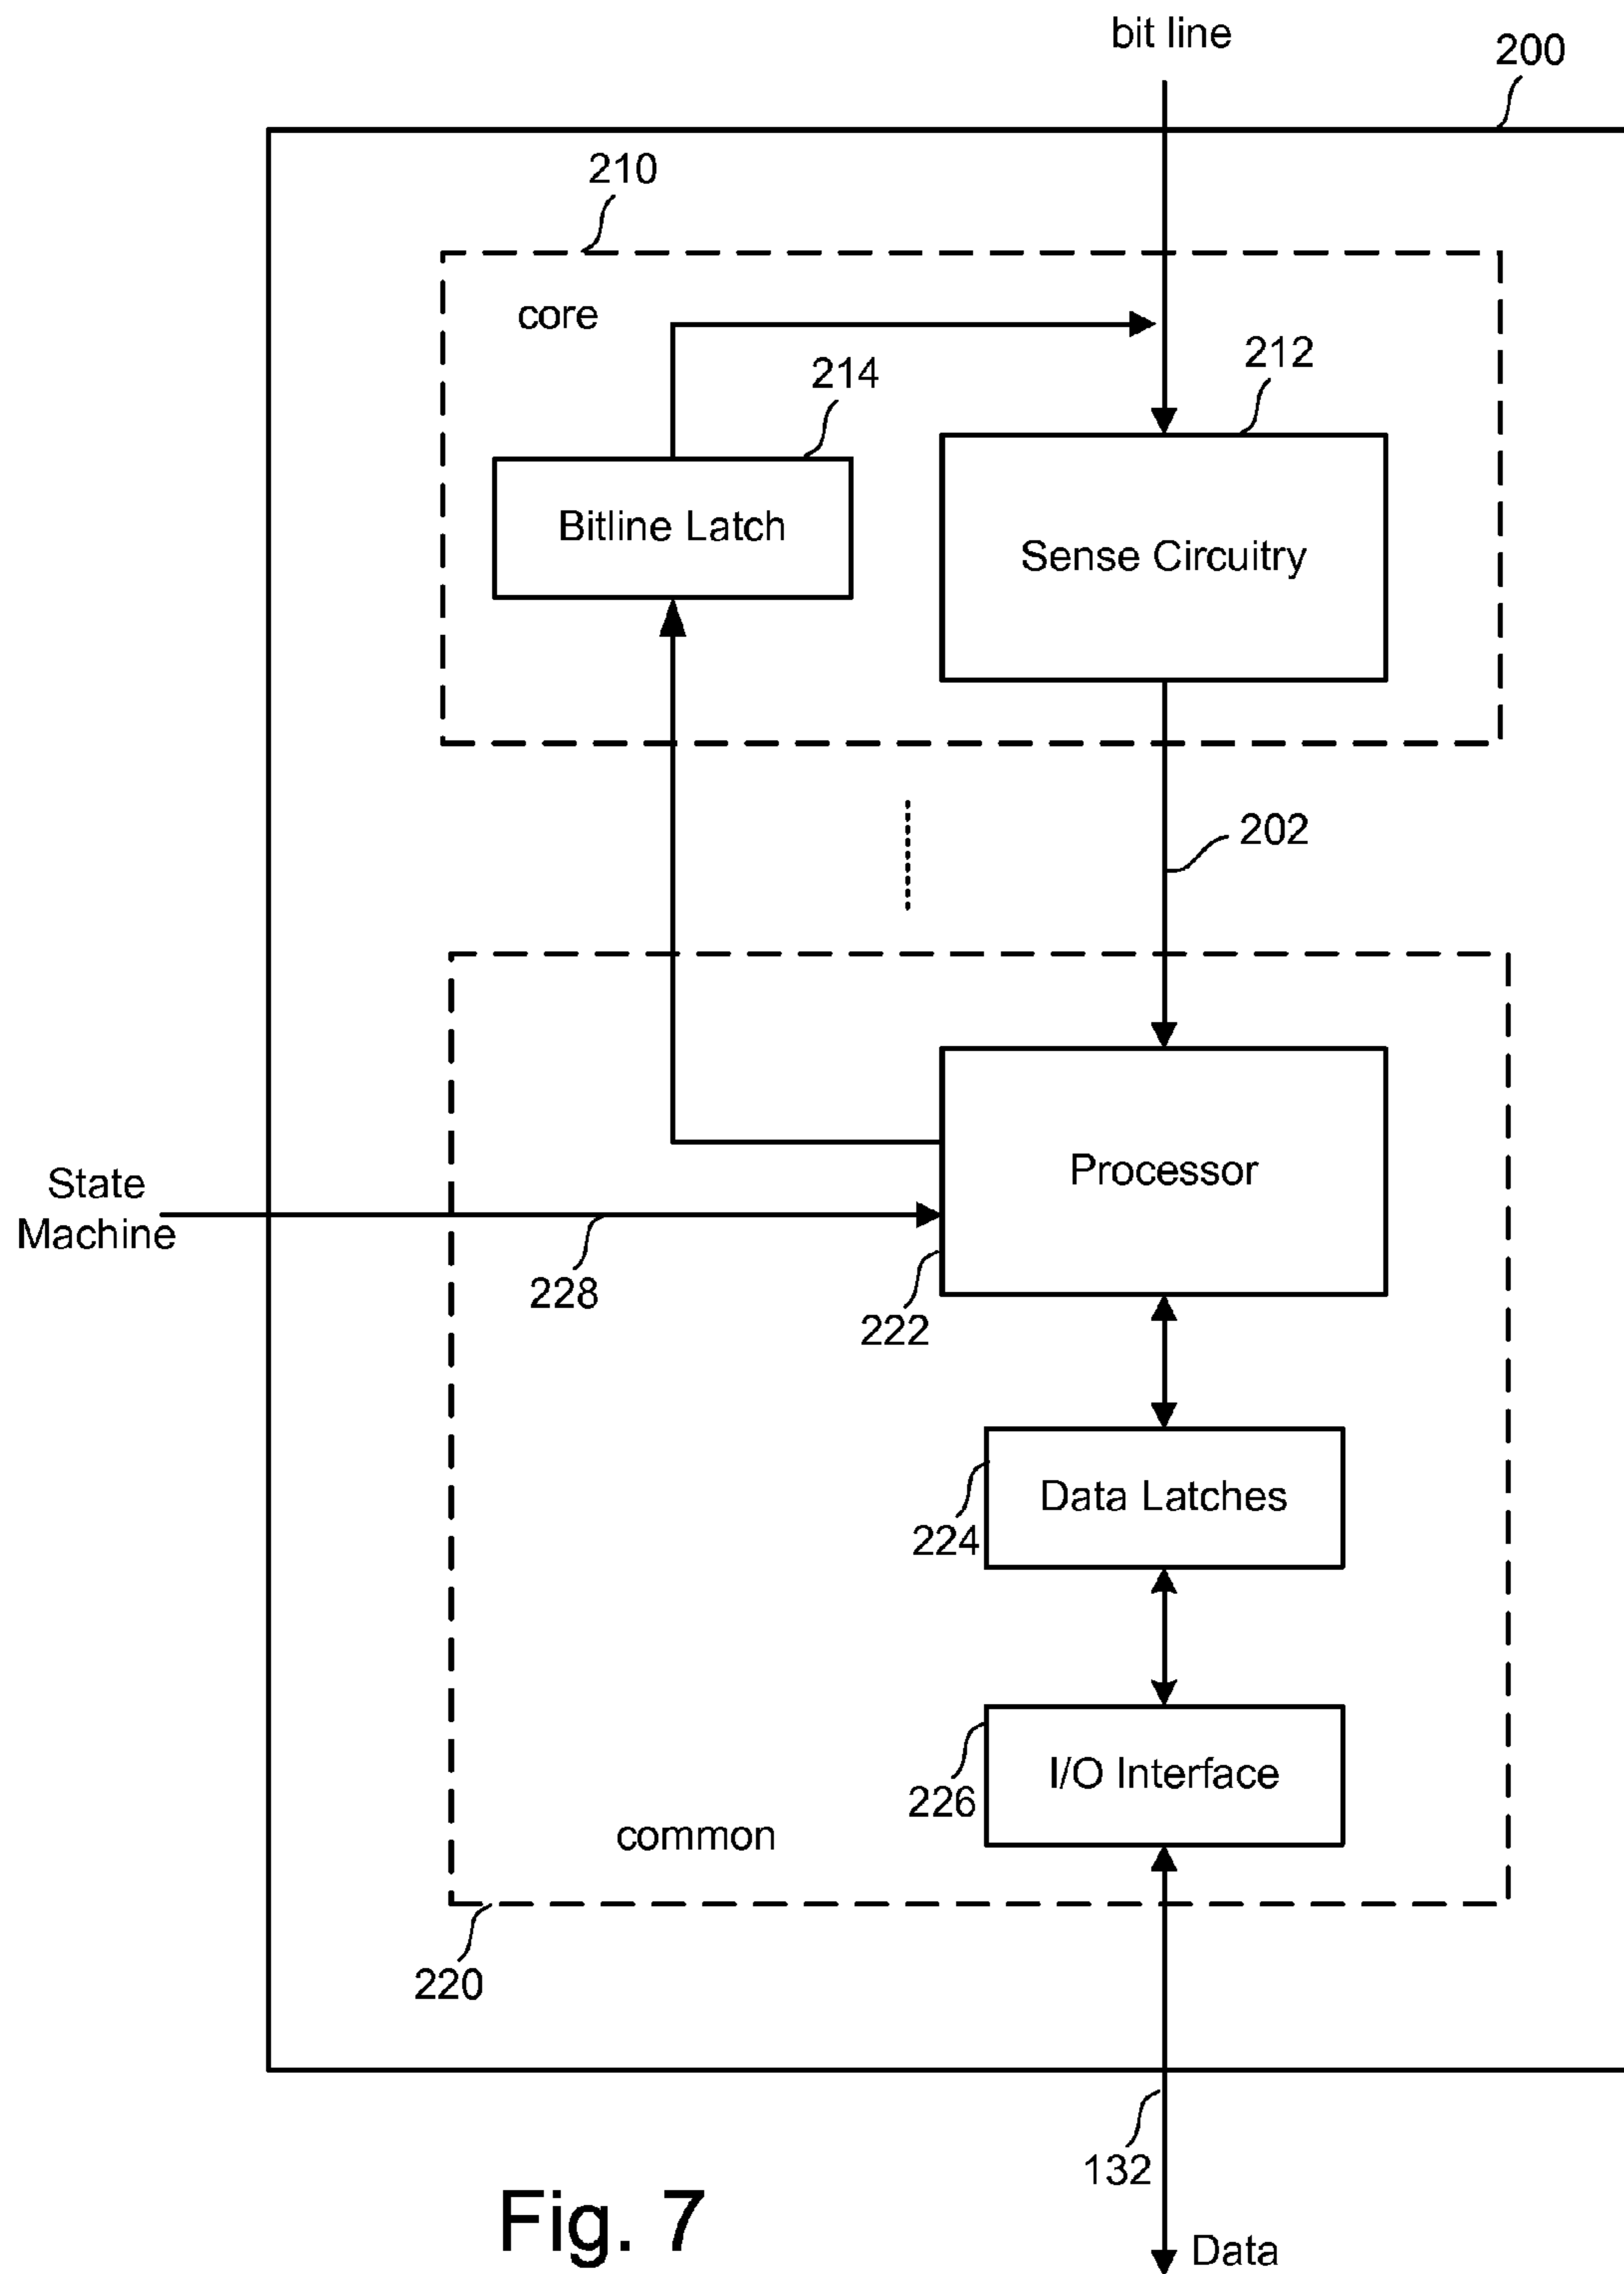 bit line
200
210
core
212
214
Bitline Latch
Sense Circuitry
202
Processor
State
Machine
228
222
Data Latches
224
I/O Interface
226
common
220
132
Fig. 7
Data